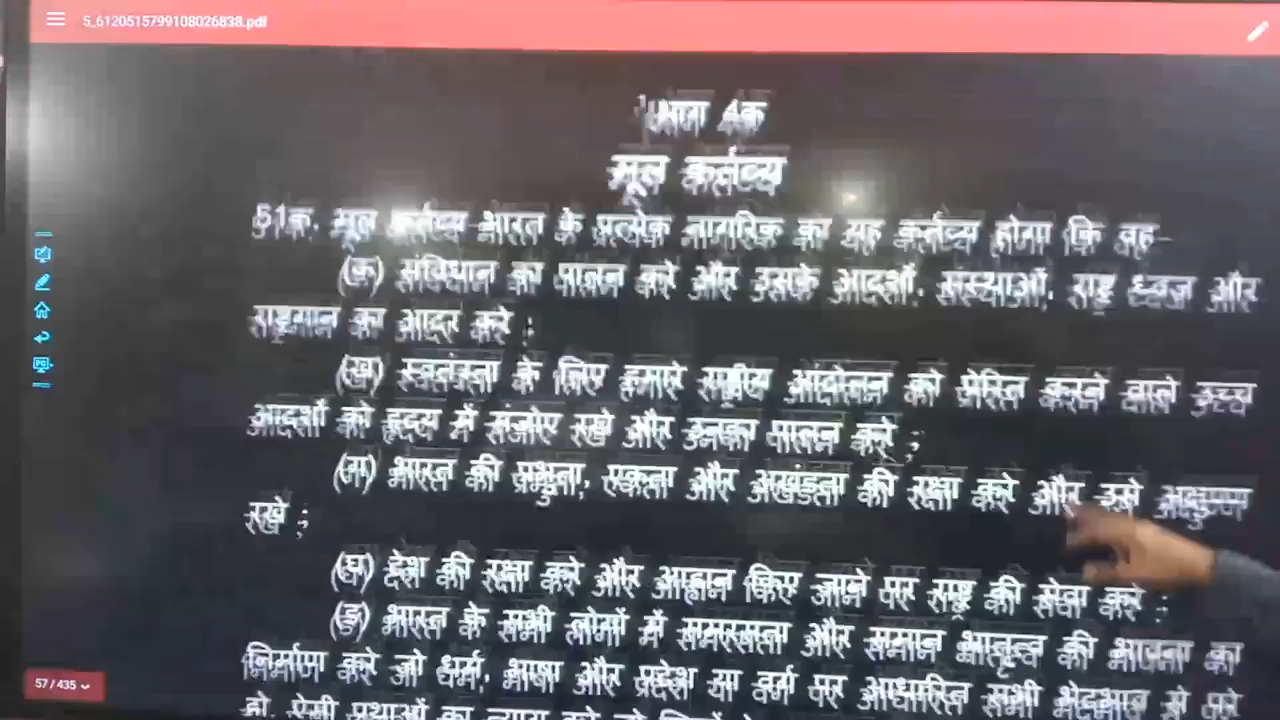 5_6120515799108026838.pdf
भाग 4क
मूल कर्तव्य
51क. मूल कर्तव्य-भारत के प्रत्येक नागरिक का यह कर्तव्य होगा कि वह-
(क) संविधान का पालन करे और उसके आदर्शों, संस्थाओं, राष्ट्र ध्वज और
राष्ट्रगान का आदर करे ;
(ख) स्वतंत्रता के लिए हमारे राष्ट्रीय आंदोलन को प्रेरित करने वाले उच्च
आदर्शों को हृदय में संजोए रखे और उनका पालन करे ;
(ग) भारत की प्रभुता, एकता और अखंडता की रक्षा करे और उसे अक्षुण्ण
रखे ;
(घ) देश की रक्षा करे और आह्वान किए जाने पर राष्ट्र की सेवा करे ;
(ङ) भारत के सभी लोगों में समरसता और समान भ्रातृत्व की भावना का
निर्माण करे जो धर्म, भाषा और प्रदेश या वर्ग पर आधारित सभी भेदभाव से परे
हो, ऐसी प्रथाओं का त्याग करे जो
57 / 435